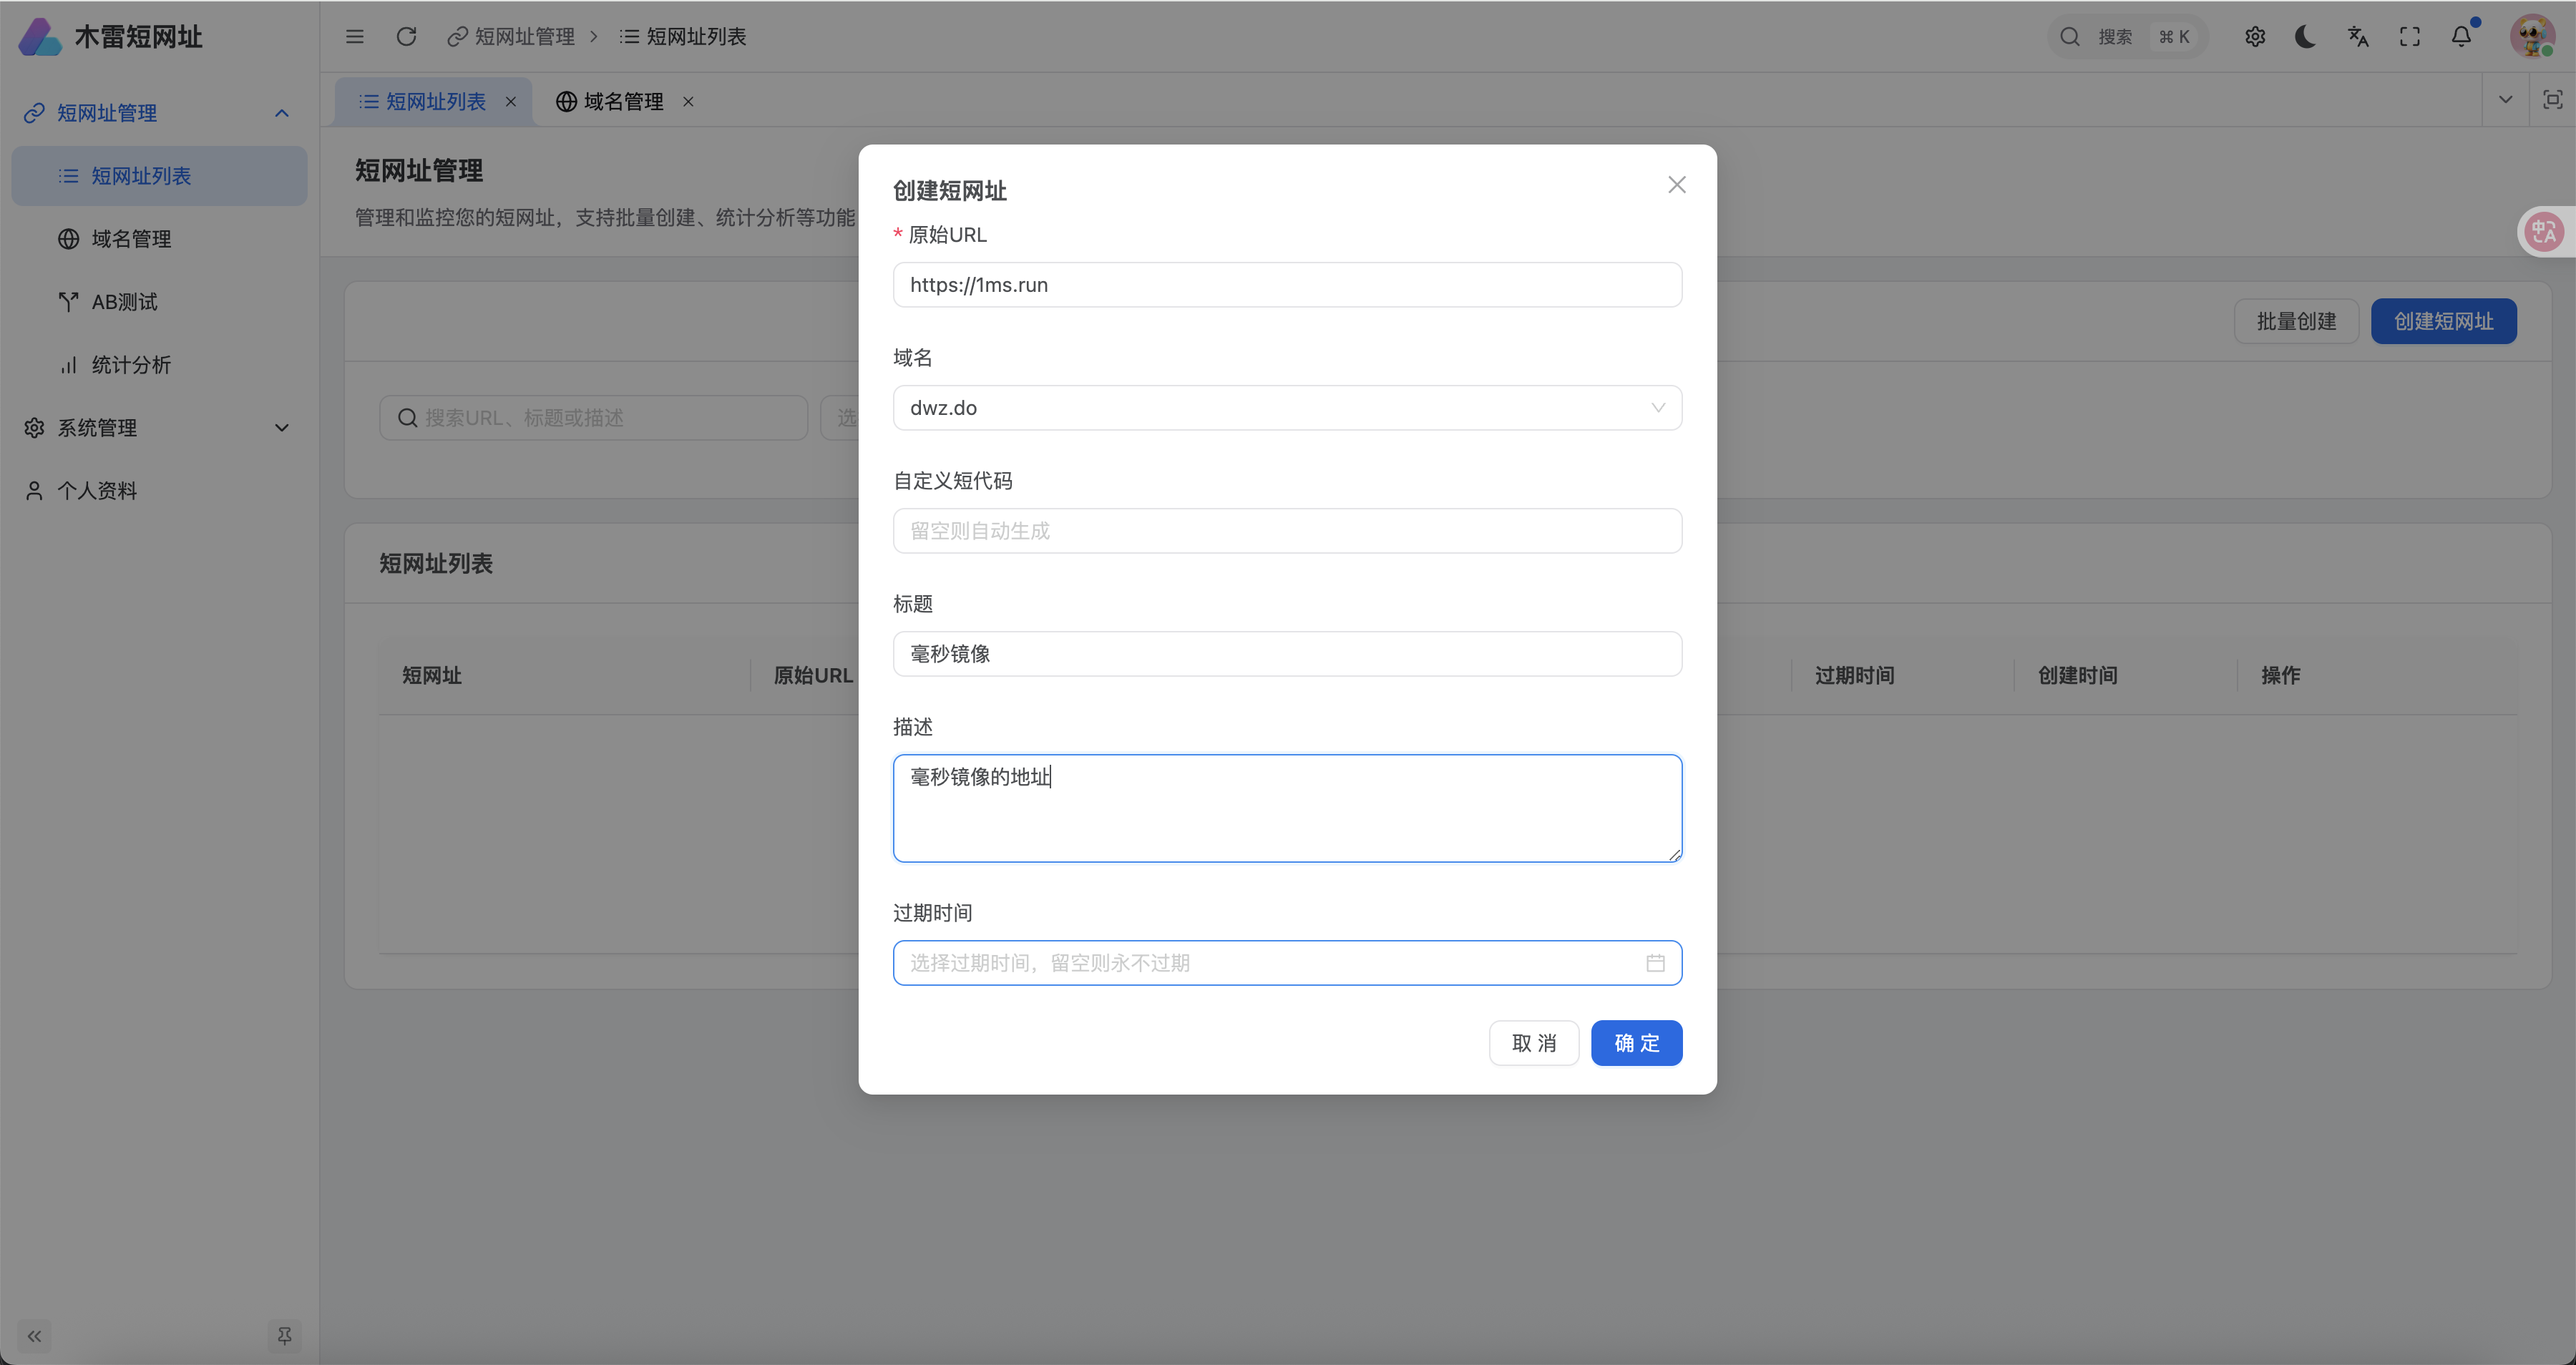 木雷短网址
短网址管理
短网址列表
搜索
⌘ K
短网址管理
短网址列表
域名管理
AB测试
统计分析
系统管理
个人资料
短网址列表
域名管理
短网址管理
管理和监控您的短网址，支持批量创建、统计分析等功能
批量创建
创建短网址
搜索URL、标题或描述
选
短网址列表
短网址
原始URL
过期时间
创建时间
操作
创建短网址
* 原始URL
https://1ms.run
域名
dwz.do
自定义短代码
留空则自动生成
标题
毫秒镜像
描述
毫秒镜像的地址
过期时间
选择过期时间，留空则永不过期
取 消
确 定
中
A